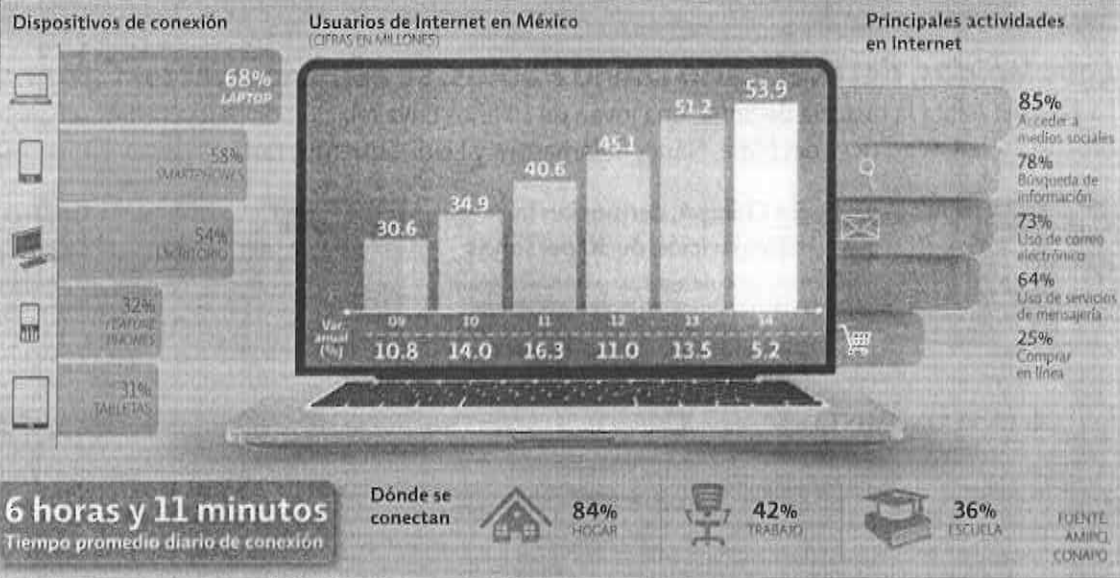 Dispositivos de conexión
68%
LAPTOP
58%
SMARTPHONES
54%
ESCRITORIO
32%
FEATURE
PHONES
31%
TABLETAS
Usuarios de Internet en México
(CIFRAS EN MILLONES)
30.6
34.9
40.6
45.1
51.2
53.9
09 10 11 12 13 14
Var.
anual
(%)
10.8 14.0 16.3 11.0 13.5 5.2
Principales actividades
en Internet
85%
Acceder a
medios sociales
78%
Búsqueda de
información
73%
Uso de correo
electrónico
64%
Uso de servicios
de mensajería
25%
Comprar
en línea
6 horas y 11 minutos
Tiempo promedio diario de conexión
Dónde se
conectan
84%
HOGAR
42%
TRABAJO
36%
ESCUELA
FUENTE:
AMIPCI,
CONAPO